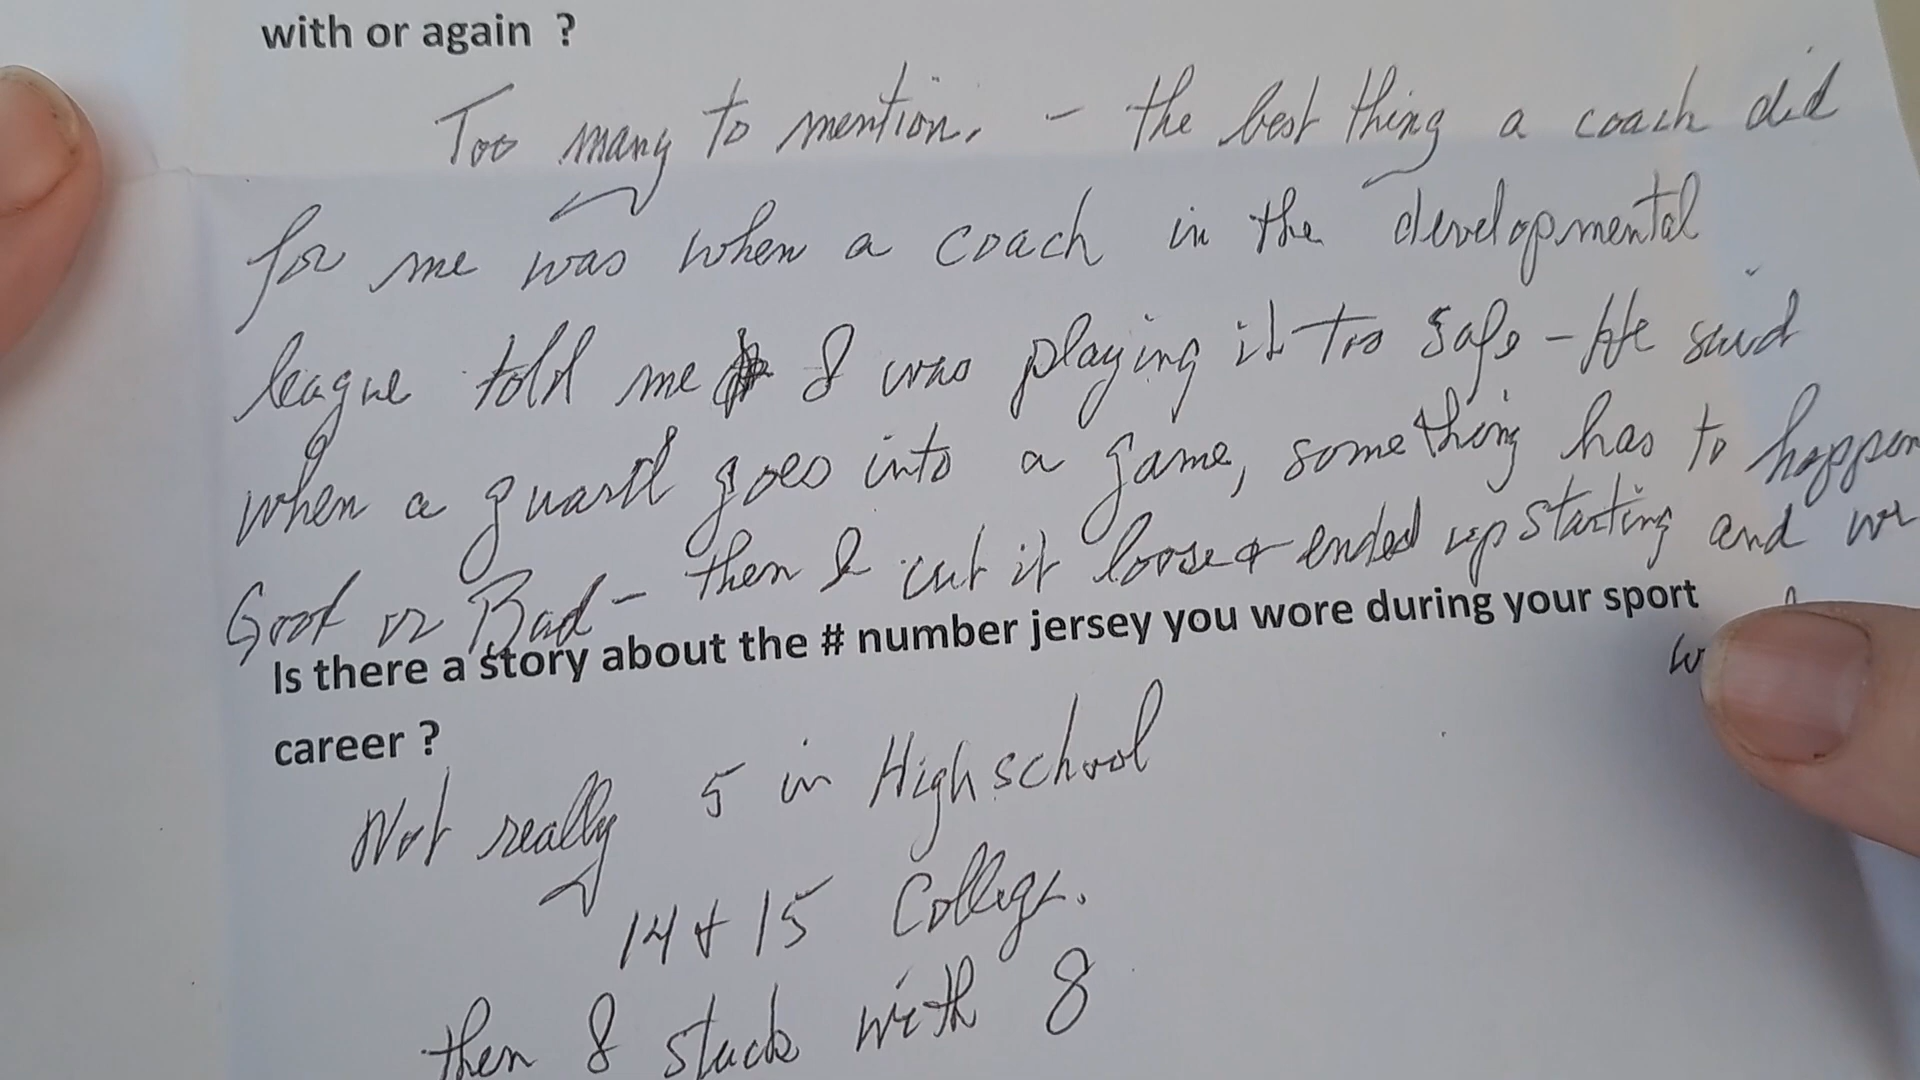 with or again ?
Too many to mention. - the best thing a coach did
for me was when a coach in the developmental
league told me I was playing it too safe - He said
when a guard goes into a game, something has to happen
Good or Bad - then I cut it loose & ended up starting and
Is there a story about the # number jersey you wore during your sport
career ?
Not really 5 in High school
14 & 15 College.
then 8 stuck with 8